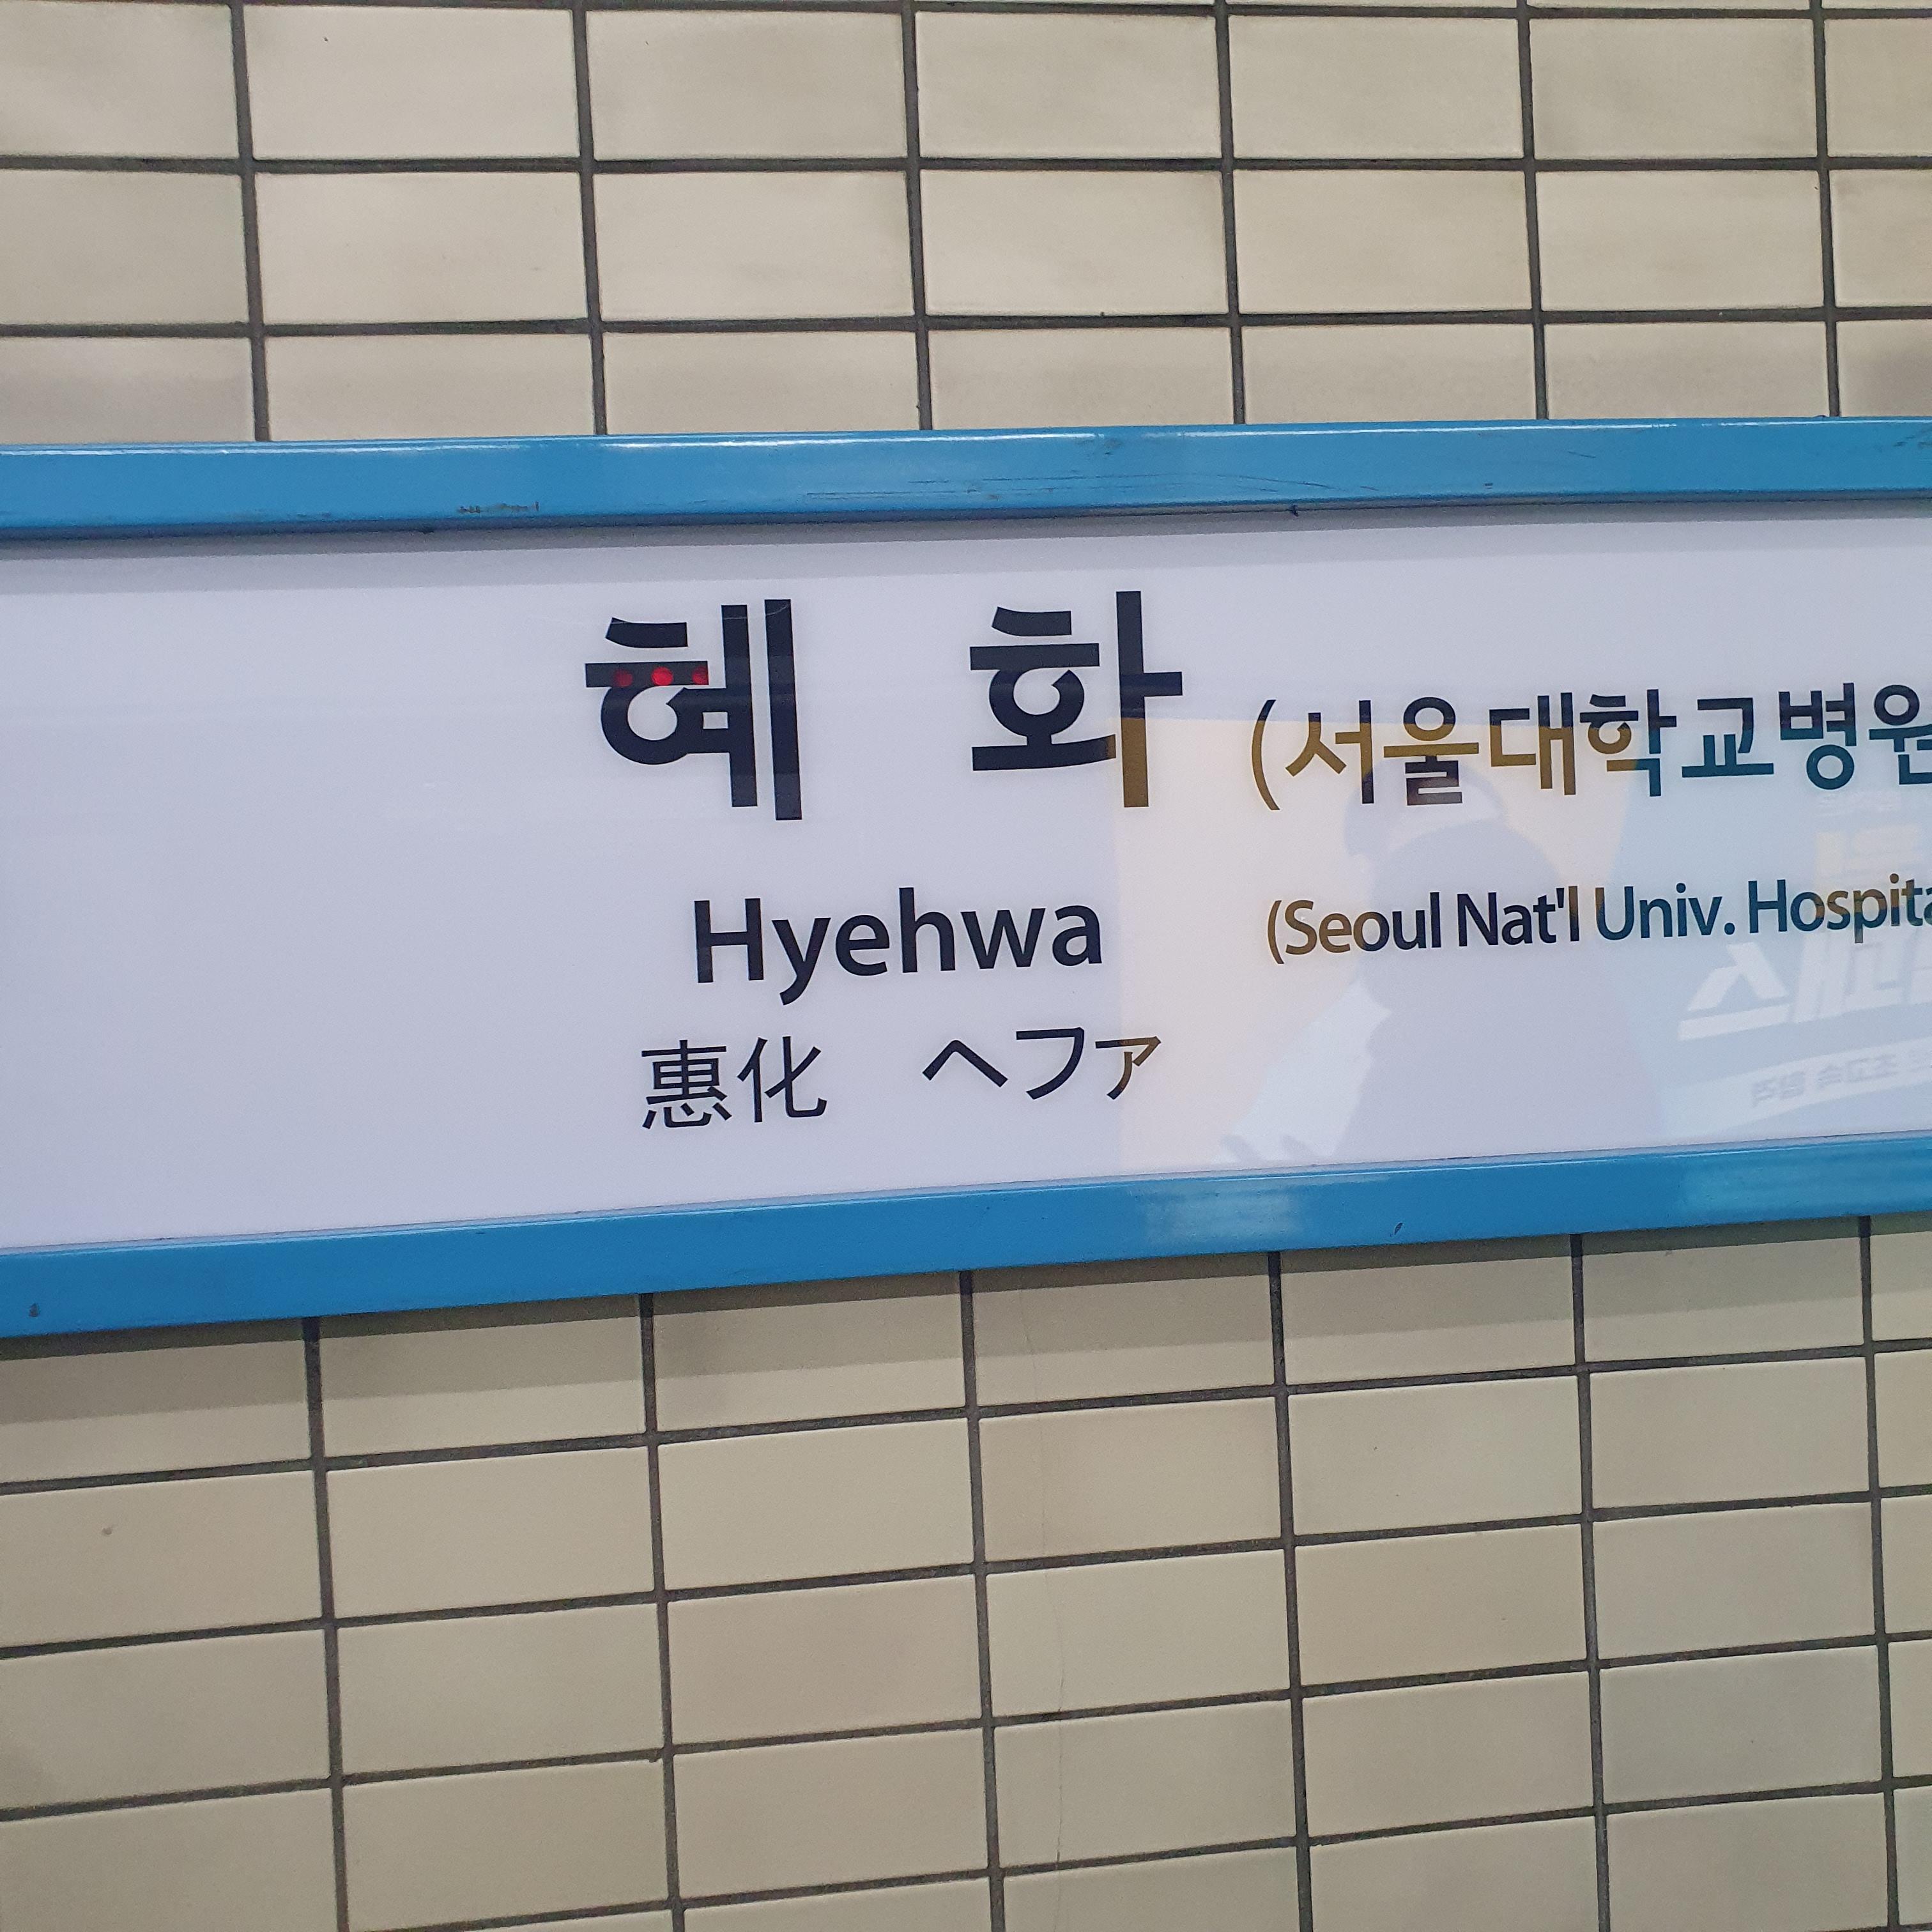 혜 화 (서울대학교병원
Hyehwa (Seoul Nat'l Univ. Hospita
惠化 ヘファ